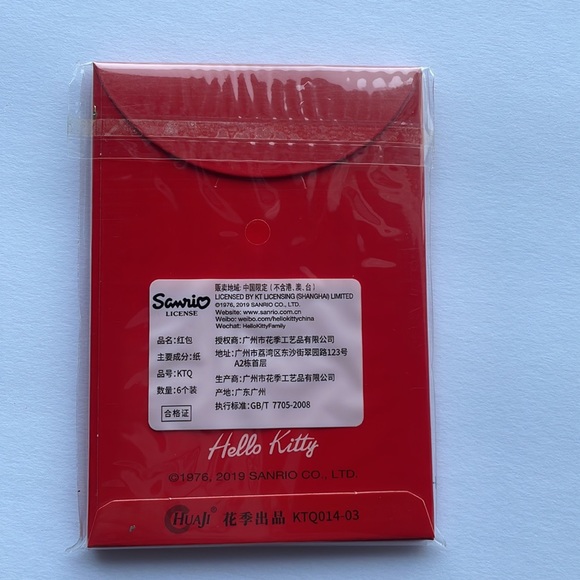 贩卖地域: 中国限定 (不含港、澳、台)
Sanrio
LICENSE
LICENSED BY KT LICENSING (SHANGHAI) LIMITED
©1976, 2019 SANRIO CO., LTD.
Website: www.sanrio.com.cn
Weibo: weibo.com/hellokittychina
Wechat: HelloKittyFamily
品名: 红包
主要成分: 纸
品号: KTQ
数量: 6个装
合格证
授权商: 广州市花季工艺品有限公司
地址: 广州市荔湾区东沙街翠园路123号
A2栋首层
生产商: 广州市花季工艺品有限公司
产地: 广东广州
执行标准: GB/T 7705-2008
Hello Kitty
©1976, 2019 SANRIO CO., LTD.
HUAJI 花季出品 KTQ014-03